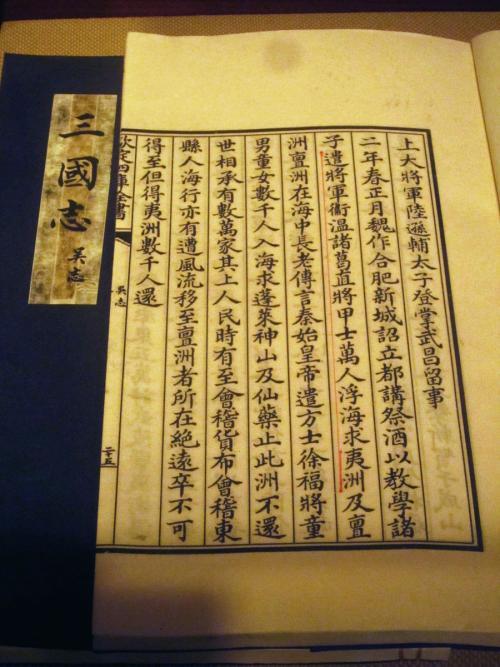 上大將軍陸遜輔太子登掌武昌留事
二年春正月魏作合肥新城詔立都講祭酒以教學諸
子遣將軍衞溫諸葛直將甲士萬人浮海求夷洲及亶
洲亶洲在海中長老傳言秦始皇帝遣方士徐福將童
男童女數千人入海求蓬萊神山及仙藥止此洲不還
世相承有數萬家其上人民時有至會稽貨布會稽東
縣人海行亦有遭風流移至亶洲者所在絶遠卒不可
得至但得夷洲數千人還
欽定四庫全書
吳志
二十五
三國志
吳志